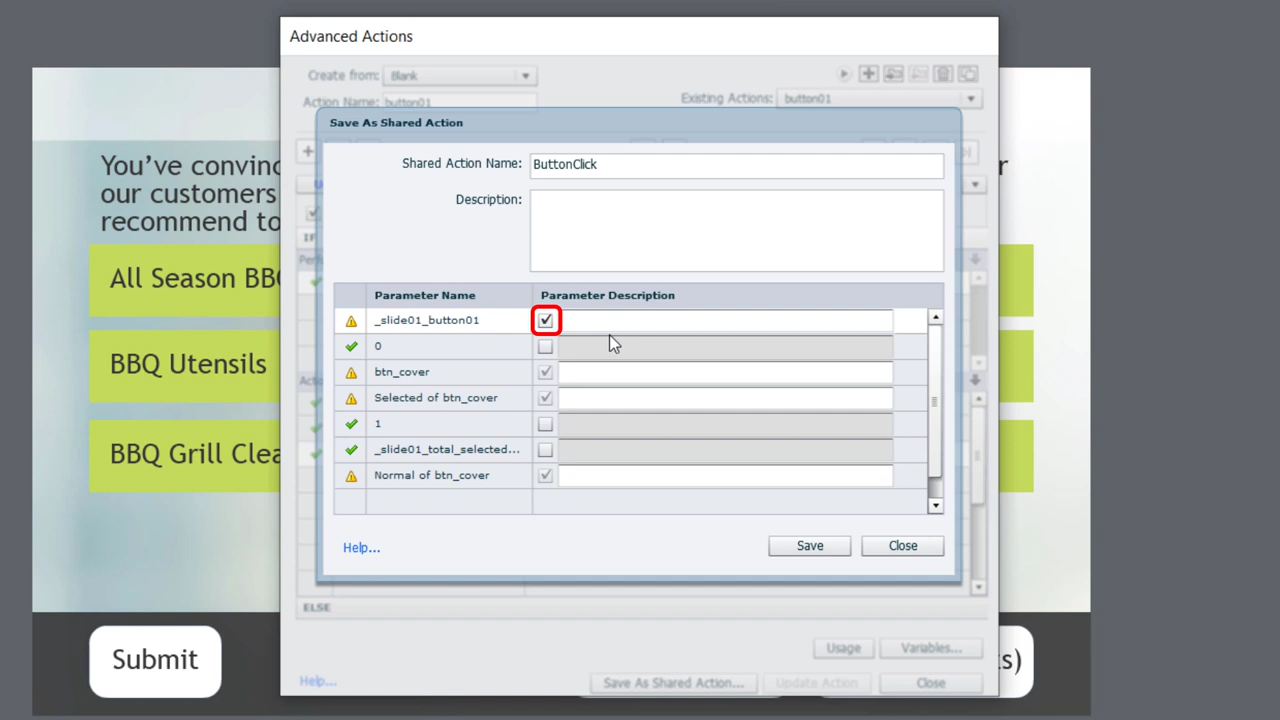 Advanced Actions
Create from: Blank
Action Name: button01
Existing Actions: button01
Save As Shared Action
Shared Action Name: ButtonClick
Description:
Parameter Name Parameter Description
_slide01_button01
0
btn_cover
Selected of btn_cover
1
_slide01_total_selected...
Normal of btn_cover
Help...
Save
Close
IF
ELSE
Usage
Variables...
Help...
Save As Shared Action...
Update Action
Close
You've convinc
our customers
recommend to
r
All Season BBQ
BBQ Utensils
BBQ Grill Clea
Submit
s)